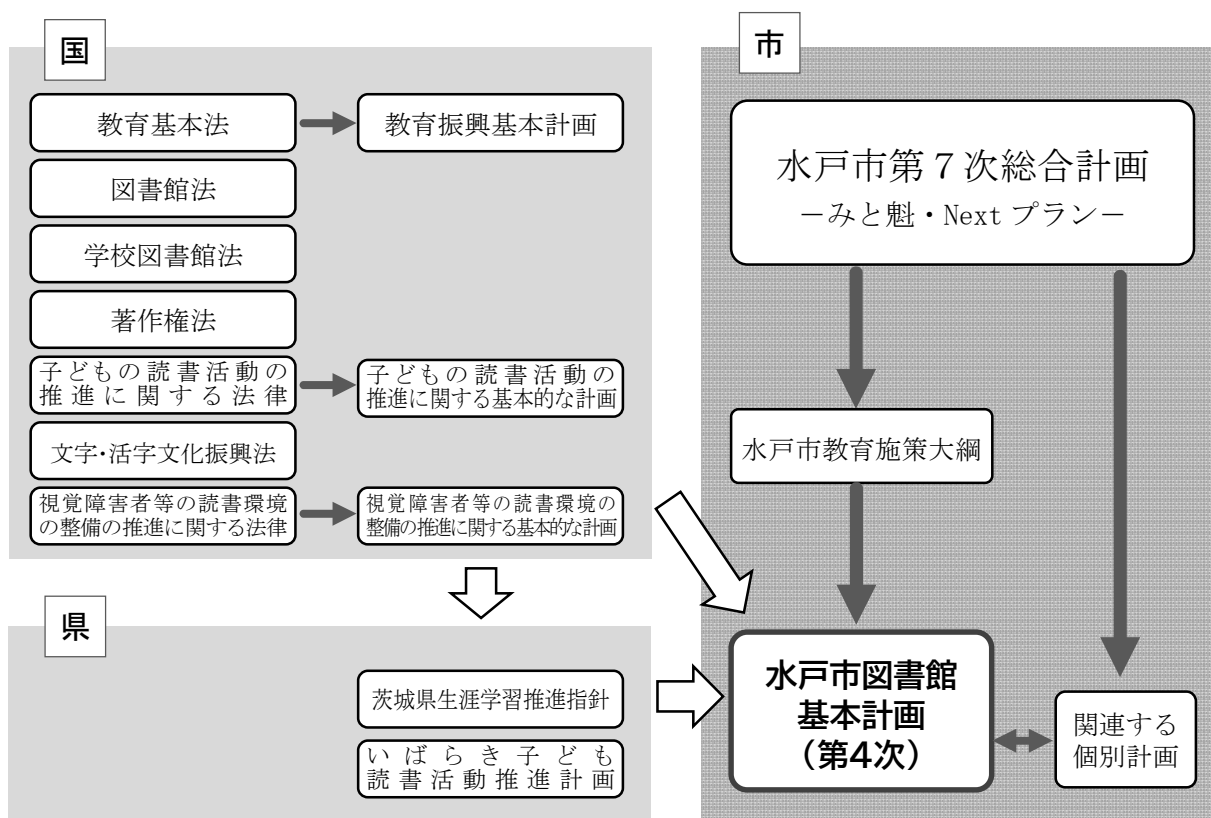 国
教育基本法
教育振興基本計画
図書館法
学校図書館法
著作権法
子どもの読書活動の
推進に関する法律
子どもの読書活動の
推進に関する基本的な計画
文字・活字文化振興法
視覚障害者等の読書環境
の整備の推進に関する法律
視覚障害者等の読書環境の
整備の推進に関する基本的な計画
県
茨城県生涯学習推進指針
いばらき子ども
読書活動推進計画
市
水戸市第7次総合計画
－みと魁・Next プラン－
水戸市教育施策大綱
水戸市図書館
基本計画
（第4次）
関連する
個別計画